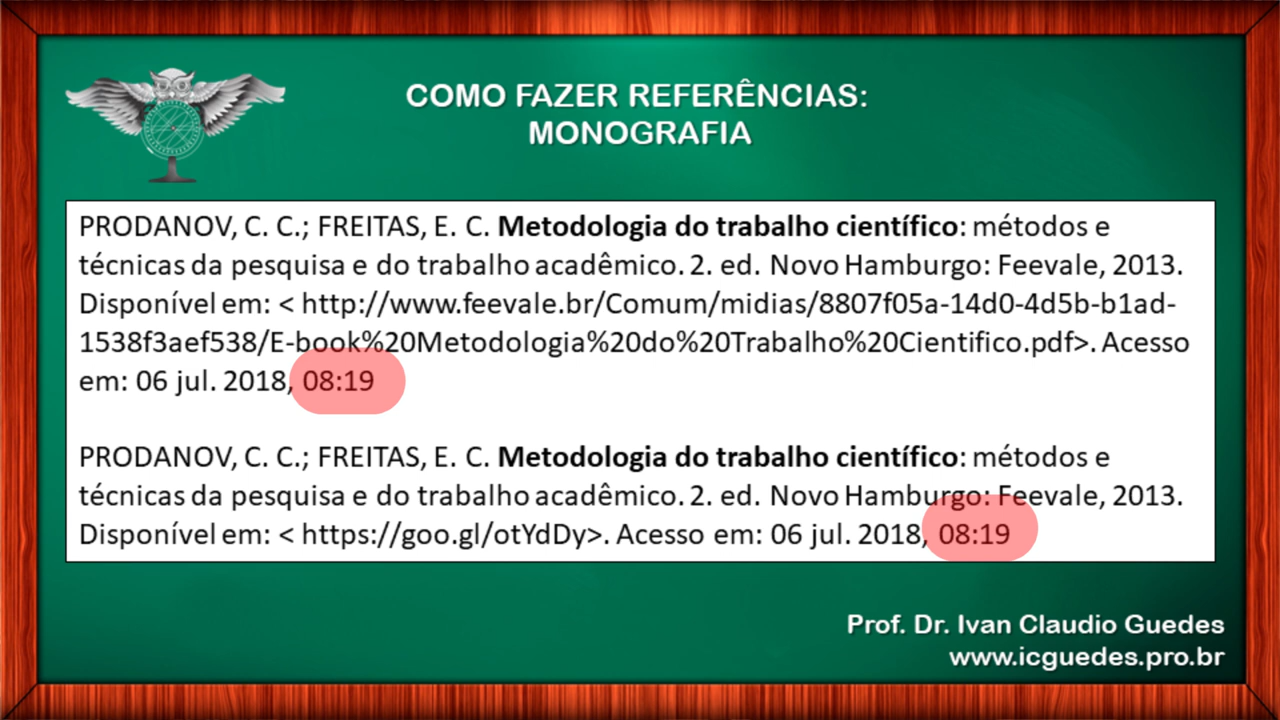 COMO FAZER REFERÊNCIAS:
MONOGRAFIA
PRODANOV, C. C.; FREITAS, E. C. Metodologia do trabalho científico: métodos e
técnicas da pesquisa e do trabalho acadêmico. 2. ed. Novo Hamburgo: Feevale, 2013.
Disponível em: < http://www.feevale.br/Comum/midias/8807f05a-14d0-4d5b-b1ad-
1538f3aef538/E-book%20Metodologia%20do%20Trabalho%20Cientifico.pdf>. Acesso
em: 06 jul. 2018, 08:19
PRODANOV, C. C.; FREITAS, E. C. Metodologia do trabalho científico: métodos e
técnicas da pesquisa e do trabalho acadêmico. 2. ed. Novo Hamburgo: Feevale, 2013.
Disponível em: < https://goo.gl/otYdDy>. Acesso em: 06 jul. 2018, 08:19
Prof. Dr. Ivan Claudio Guedes
www.icguedes.pro.br